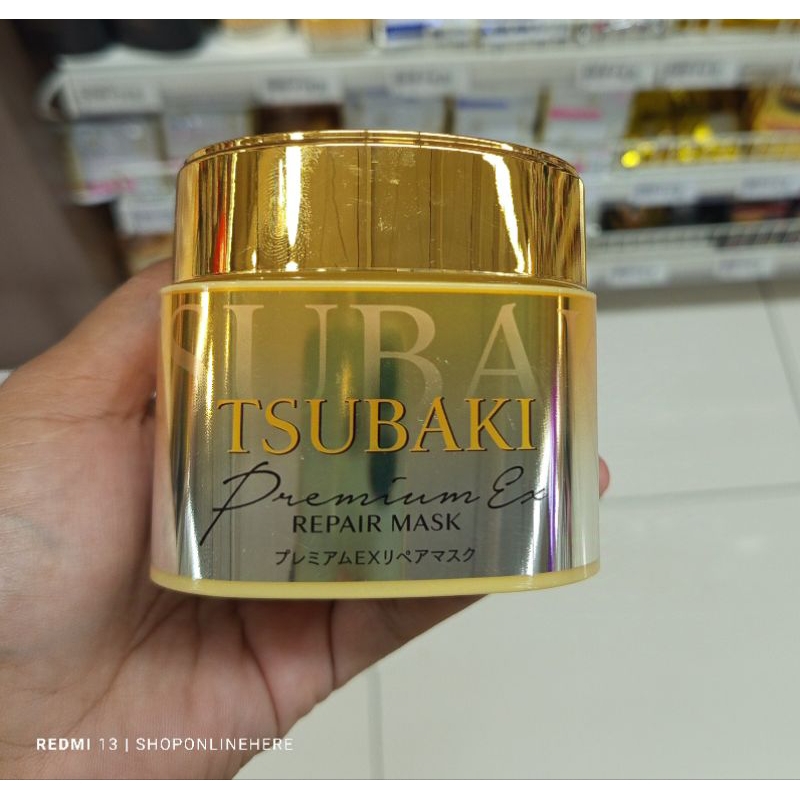 SUBA
TSUBAKI
Premium Ex
REPAIR MASK
プレミアムEXリペアマスク
REDMI 13 | SHOPONLINEHERE